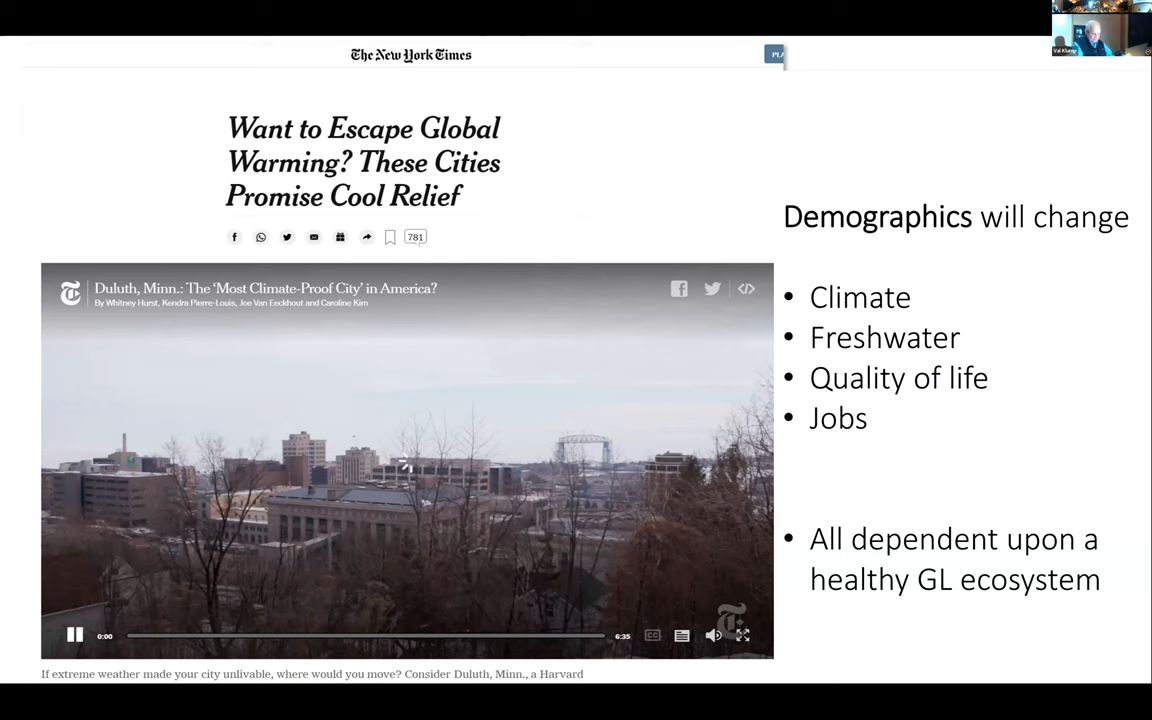 Val Klump
The New York Times
Want to Escape Global
Warming? These Cities
Promise Cool Relief
781
Duluth, Minn.: The ‘Most Climate-Proof City’ in America?
By Whitney Hurst, Kendra Pierre-Louis, Joe Van Eeckhout and Caroline Kim
0:00
6:35
CC
If extreme weather made your city unlivable, where would you move? Consider Duluth, Minn., a Harvard
Demographics will change
• Climate
• Freshwater
• Quality of life
• Jobs
• All dependent upon a
healthy GL ecosystem